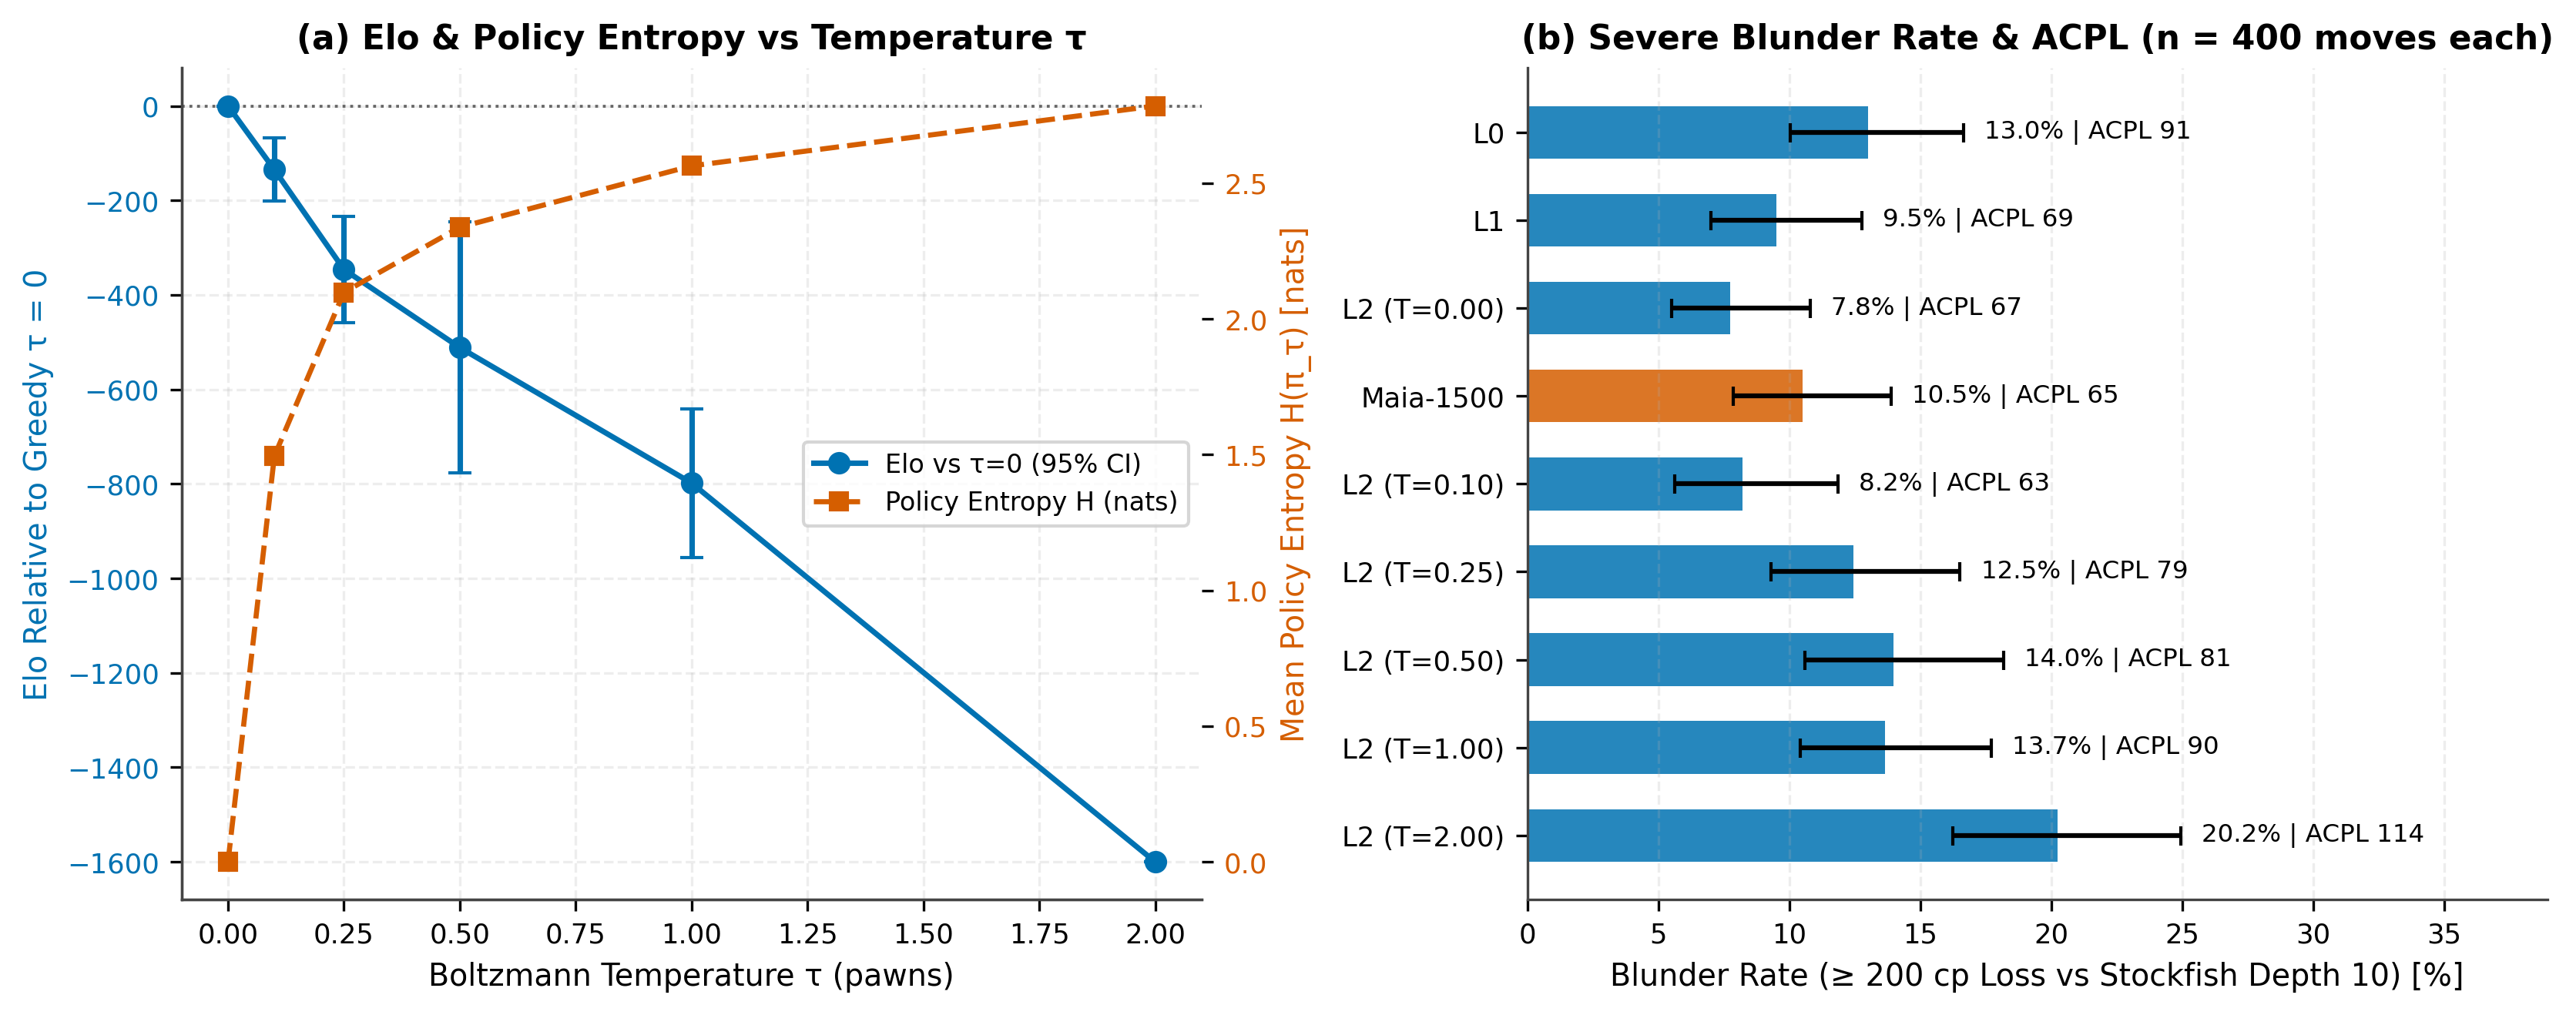 (a) Elo & Policy Entropy vs Temperature τ
0
−200
−400
−600
−800
−1000
−1200
−1400
−1600
Elo Relative to Greedy τ = 0
0.00 0.25 0.50 0.75 1.00 1.25 1.50 1.75 2.00
Boltzmann Temperature τ (pawns)
2.5
2.0
1.5
1.0
0.5
0.0
Mean Policy Entropy H(π_τ) [nats]
Elo vs τ=0 (95% CI)
Policy Entropy H (nats)
(b) Severe Blunder Rate & ACPL (n = 400 moves each)
L0 13.0% | ACPL 91
L1 9.5% | ACPL 69
L2 (T=0.00) 7.8% | ACPL 67
Maia-1500 10.5% | ACPL 65
L2 (T=0.10) 8.2% | ACPL 63
L2 (T=0.25) 12.5% | ACPL 79
L2 (T=0.50) 14.0% | ACPL 81
L2 (T=1.00) 13.7% | ACPL 90
L2 (T=2.00) 20.2% | ACPL 114
0 5 10 15 20 25 30 35
Blunder Rate (≥ 200 cp Loss vs Stockfish Depth 10) [%]